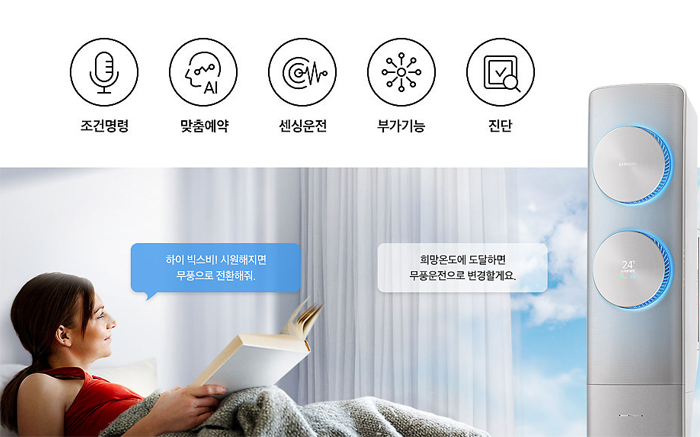 AI
조건명령
맞춤예약
센싱운전
부가기능
진단
하이 빅스비! 시원해지면
무풍으로 전환해줘.
희망온도에 도달하면
무풍운전으로 변경할게요.
SAMSUNG
24°